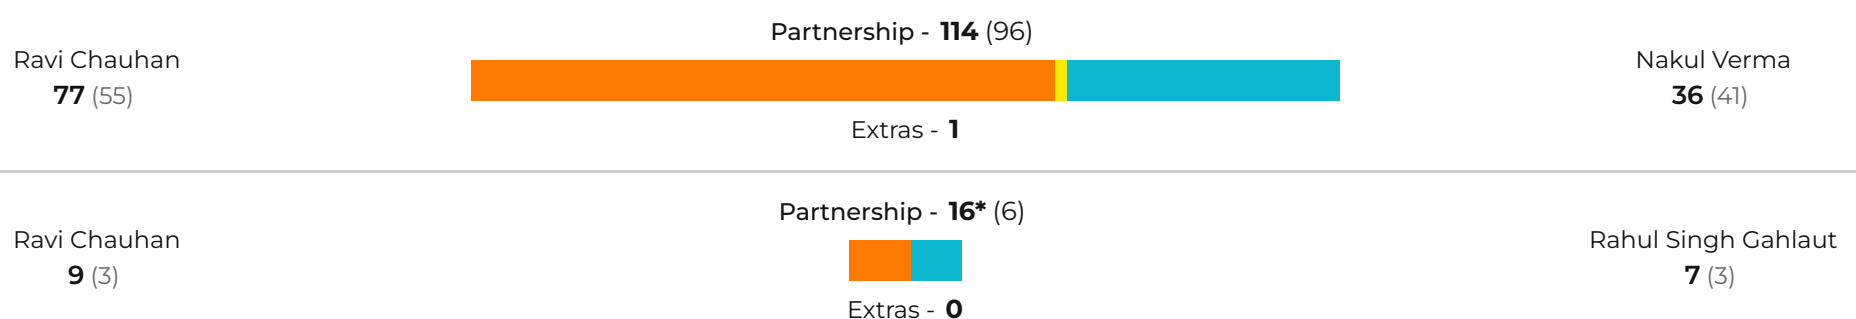 Partnership - 114 (96)
Ravi Chauhan
77 (55)
Nakul Verma
36 (41)
Extras - 1
Partnership - 16* (6)
Ravi Chauhan
9 (3)
Rahul Singh Gahlaut
7 (3)
Extras - 0